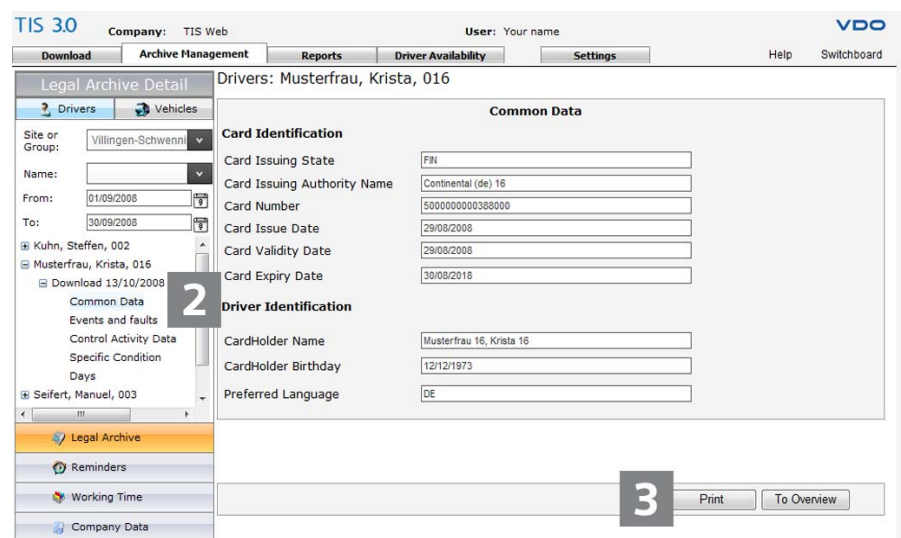 TIS 3.0 Company: TIS Web User: Your name VDO
Download Archive Management Reports Driver Availability Settings Help Switchboard
Legal Archive Detail
Drivers Vehicles
Site or Group: Villingen-Schwenni
Name:
From: 01/09/2008
To: 30/09/2008
Kuhn, Steffen, 002
Musterfrau, Krista, 016
Download 13/10/2008
Common Data
Events and faults
Control Activity Data
Specific Condition
Days
Seifert, Manuel, 003
Legal Archive
Reminders
Working Time
Company Data
2
Drivers: Musterfrau, Krista, 016
Common Data
Card Identification
Card Issuing State FIN
Card Issuing Authority Name Continental (de) 16
Card Number 5000000000388000
Card Issue Date 29/08/2008
Card Validity Date 29/08/2008
Card Expiry Date 30/08/2018
Driver Identification
CardHolder Name Musterfrau 16, Krista 16
CardHolder Birthday 12/12/1973
Preferred Language DE
3 Print To Overview